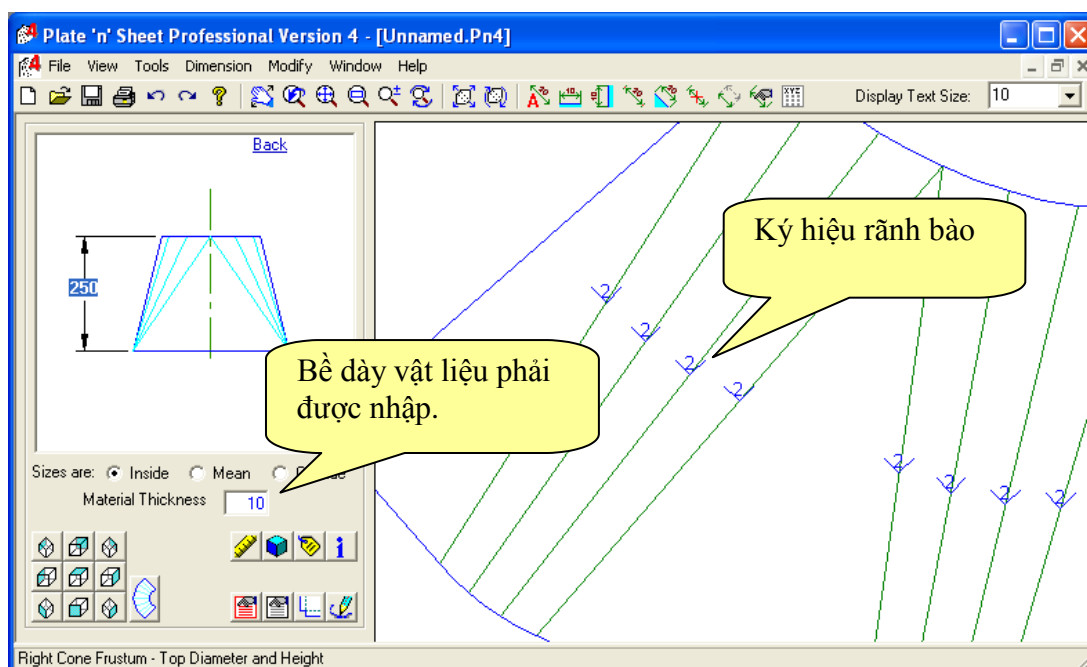 Plate 'n' Sheet Professional Version 4 - [Unnamed.Pn4]
File View Tools Dimension Modify Window Help
Display Text Size: 10
Back
250
Ký hiệu rãnh bào
Bề dày vật liệu phải
được nhập.
2
2
2
2
2
2
2
2
Sizes are: Inside Mean
Material Thickness 10
Right Cone Frustum - Top Diameter and Height